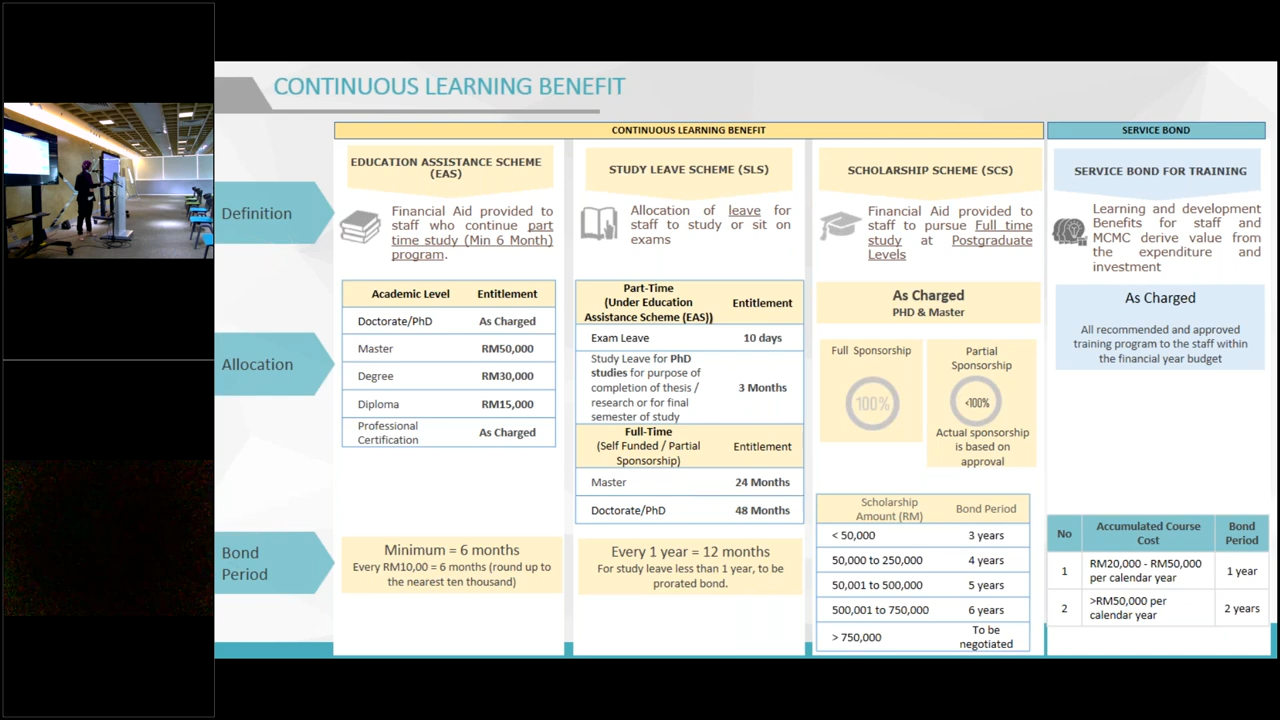 CONTINUOUS LEARNING BENEFIT
CONTINUOUS LEARNING BENEFIT
SERVICE BOND
Definition
EDUCATION ASSISTANCE SCHEME
(EAS)
Financial Aid provided to
staff who continue part
time study (Min 6 Month)
program.
STUDY LEAVE SCHEME (SLS)
Allocation of leave for
staff to study or sit on
exams
SCHOLARSHIP SCHEME (SCS)
Financial Aid provided to
staff to pursue Full time
study at Postgraduate
Levels
SERVICE BOND FOR TRAINING
Learning and development
Benefits for staff and
MCMC derive value from
the expenditure and
investment
Allocation
Academic Level Entitlement
Doctorate/PhD As Charged
Master RM50,000
Degree RM30,000
Diploma RM15,000
Professional
Certification As Charged
Part-Time
(Under Education
Assistance Scheme (EAS)) Entitlement
Exam Leave 10 days
Study Leave for PhD
studies for purpose of
completion of thesis /
research or for final
semester of study
3 Months
Full-Time
(Self Funded / Partial
Sponsorship) Entitlement
Master 24 Months
Doctorate/PhD 48 Months
As Charged
PHD & Master
Full Sponsorship
100%
Partial
Sponsorship
<100%
Actual sponsorship
is based on
approval
As Charged
All recommended and approved
training program to the staff within
the financial year budget
Bond
Period
Minimum = 6 months
Every RM10,00 = 6 months (round up to
the nearest ten thousand)
Every 1 year = 12 months
For study leave less than 1 year, to be
prorated bond.
Scholarship
Amount (RM) Bond Period
< 50,000 3 years
50,000 to 250,000 4 years
50,001 to 500,000 5 years
500,001 to 750,000 6 years
> 750,000 To be
negotiated
No Accumulated Course
Cost Bond
Period
1 RM20,000 - RM50,000
per calendar year 1 year
2 >RM50,000 per
calendar year 2 years